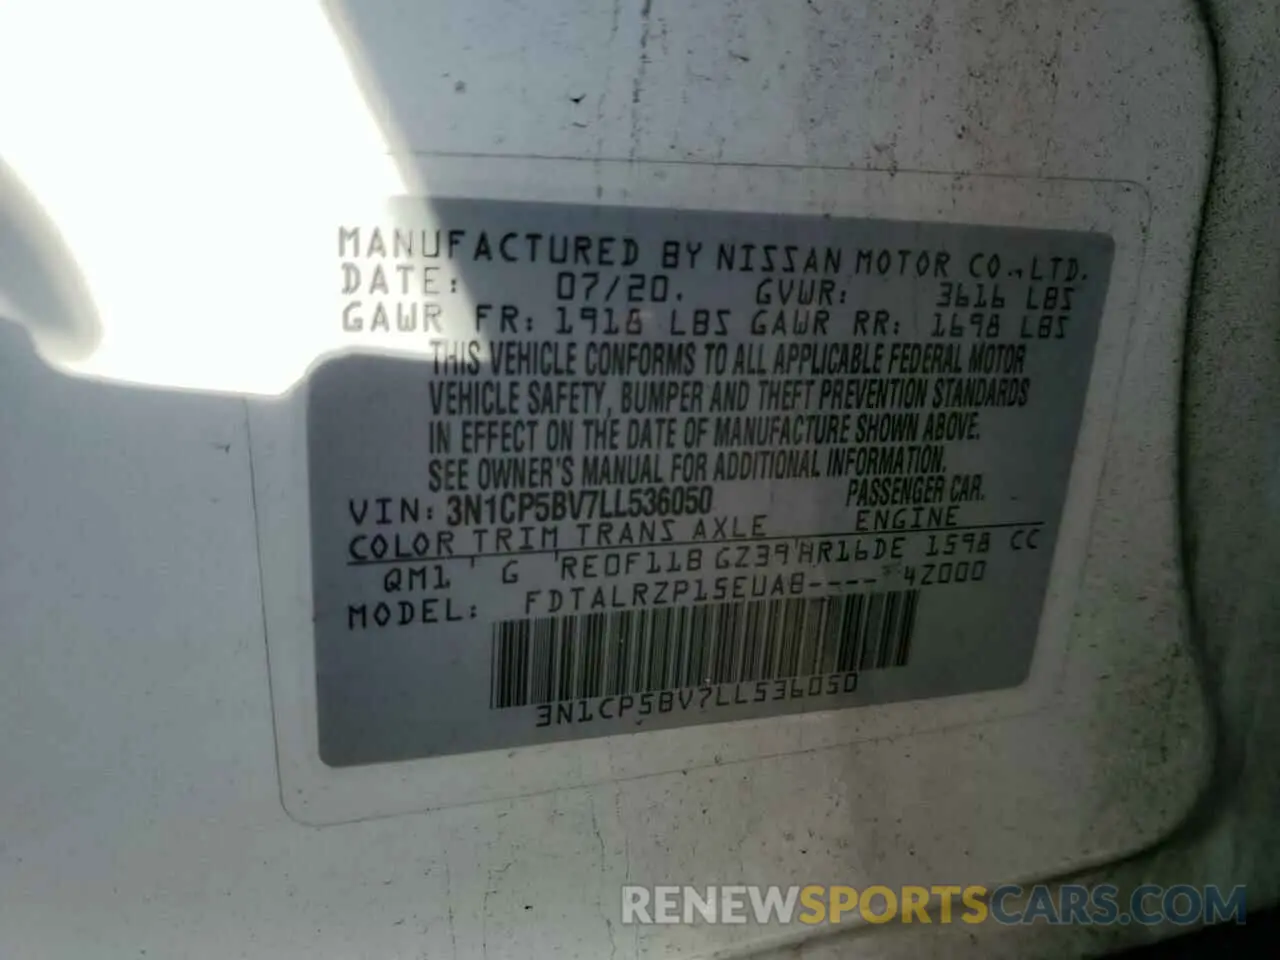 MANUFACTURED BY NISSAN MOTOR CO., LTD.
DATE: 07/20. GVWR: 3616 LBS
GAWR FR: 1918 LBS GAWR RR: 1698 LBS
THIS VEHICLE CONFORMS TO ALL APPLICABLE FEDERAL MOTOR
VEHICLE SAFETY, BUMPER AND THEFT PREVENTION STANDARDS
IN EFFECT ON THE DATE OF MANUFACTURE SHOWN ABOVE.
SEE OWNER'S MANUAL FOR ADDITIONAL INFORMATION.
VIN: 3N1CP5BV7LL536050 PASSENGER CAR.
COLOR TRIM TRANS AXLE ENGINE
QM1 G RE0F11B GZ39 HR16DE 1598 CC
MODEL: FDTALRZP15EUA8---- 42000
3N1CP5BV7LL536050
RENEWSPORTSCARS.COM